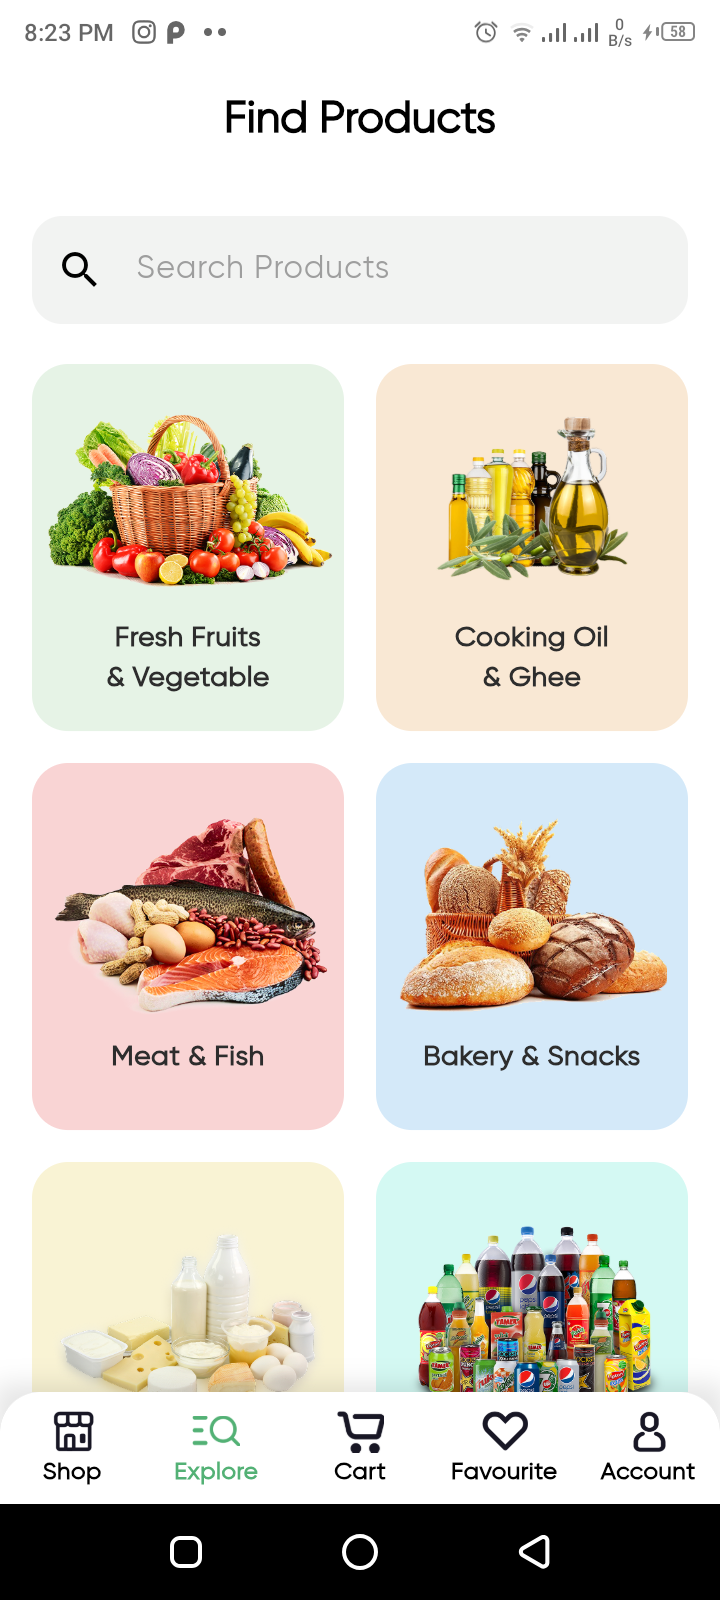 8:23 PM
0
B/s
58
Find Products
Search Products
Fresh Fruits
& Vegetable
Cooking Oil
& Ghee
Meat & Fish
Bakery & Snacks
Shop
Explore
Cart
Favourite
Account